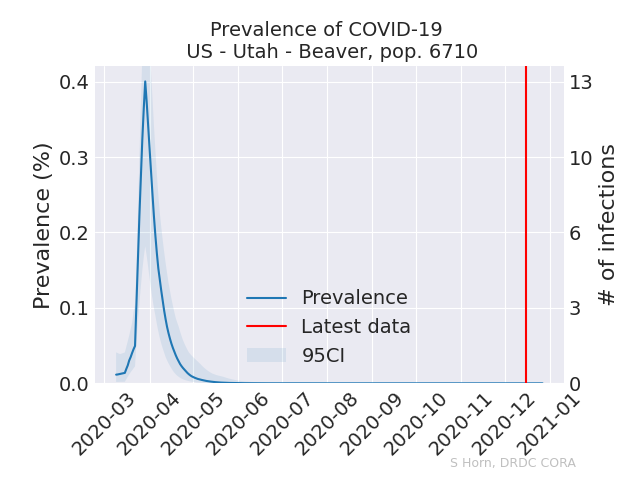 Prevalence of COVID-19
US - Utah - Beaver, pop. 6710
Prevalence (%)
0.4
0.3
0.2
0.1
0.0
13
10
6
3
0
# of infections
Prevalence
Latest data
95CI
2020-03
2020-04
2020-05
2020-06
2020-07
2020-08
2020-09
2020-10
2020-11
2020-12
2021-01
S Horn, DRDC CORA